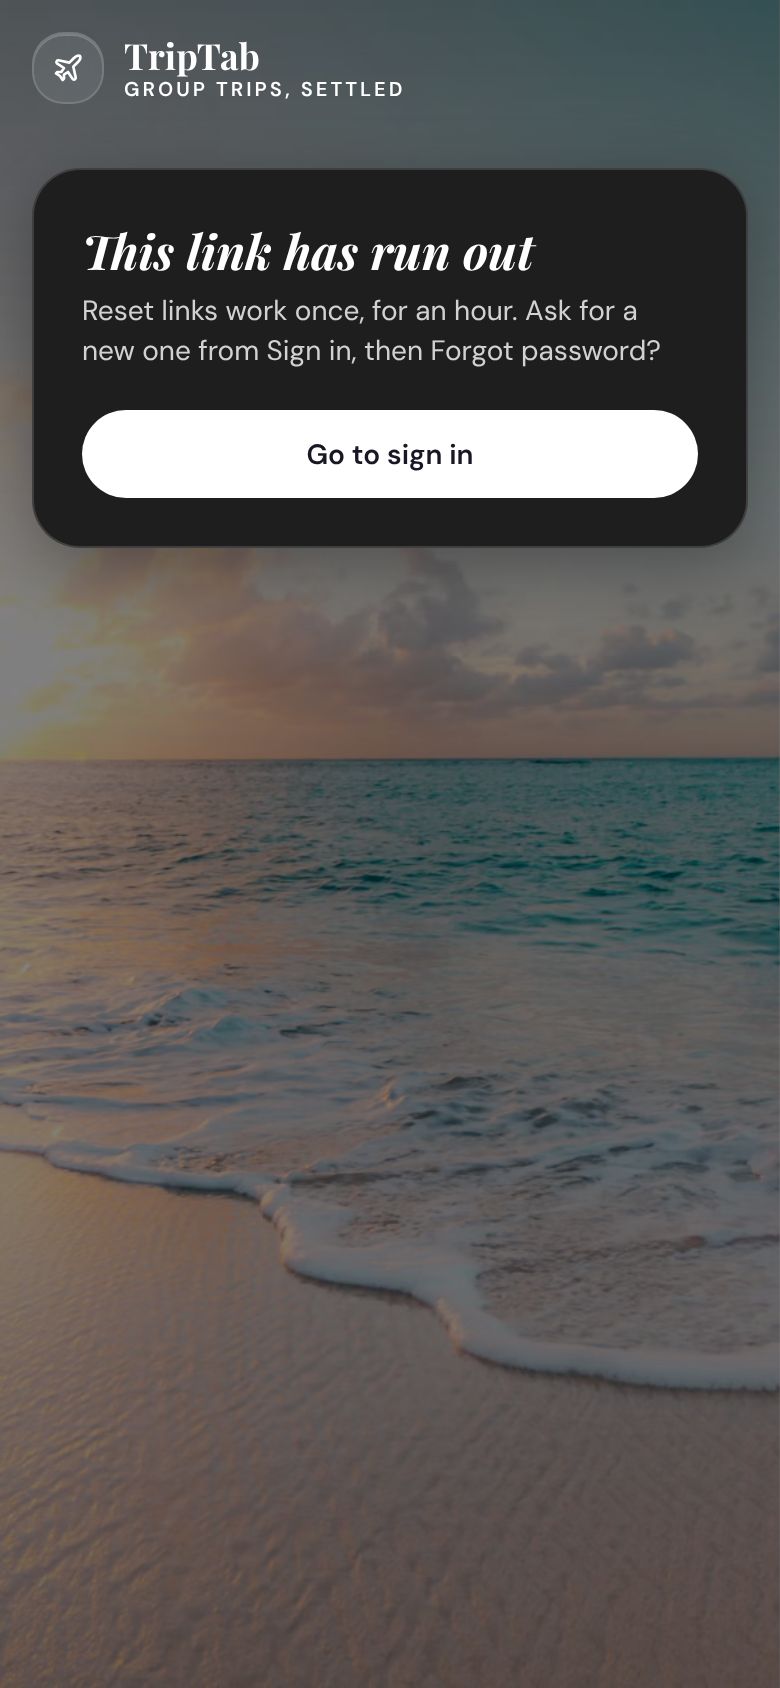 TripTab
GROUP TRIPS, SETTLED
This link has run out
Reset links work once, for an hour. Ask for a
new one from Sign in, then Forgot password?
Go to sign in